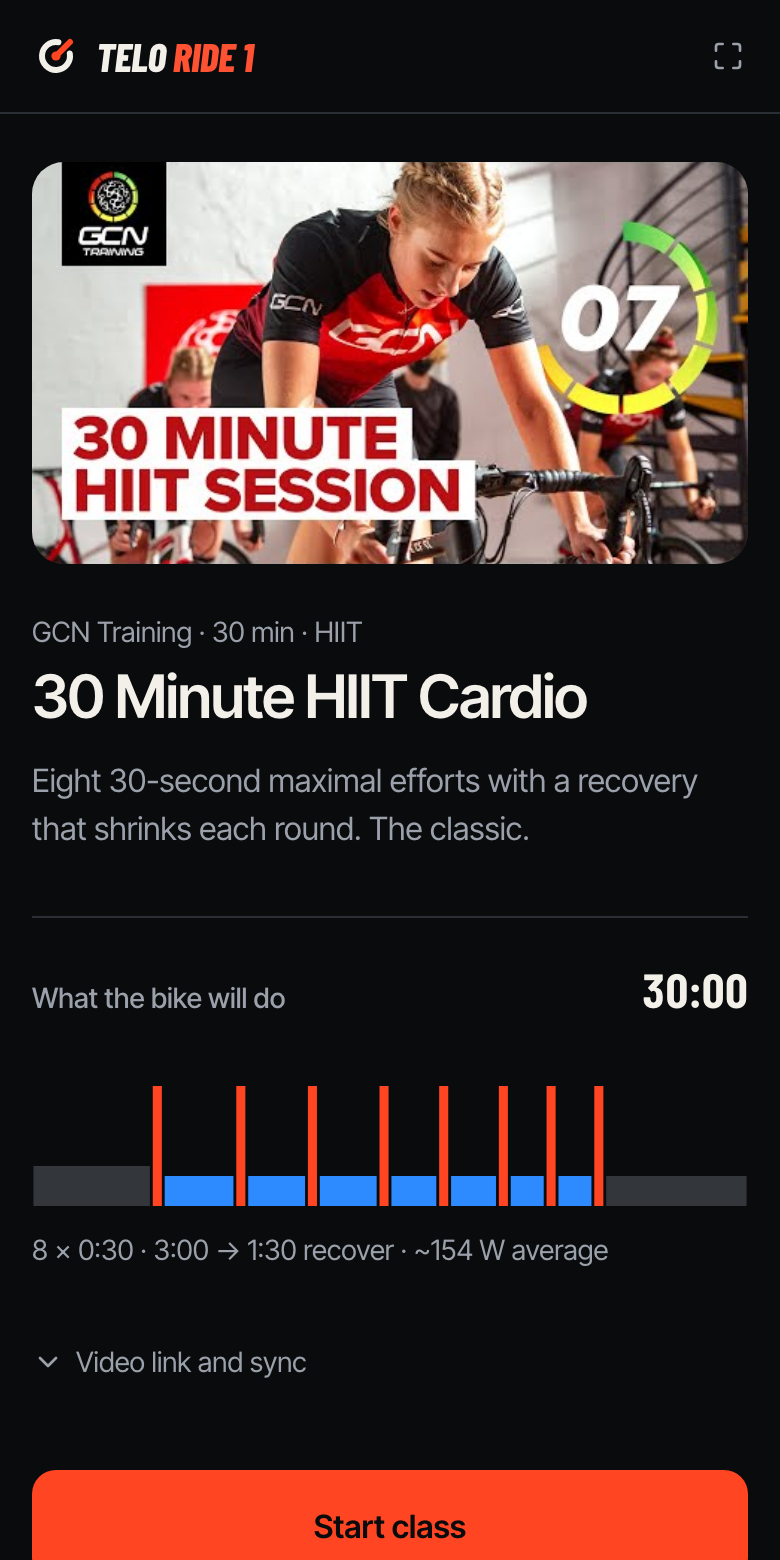 TELO RIDE 1
GCN
TRAINING
GCN
GCN
07
30 MINUTE
HIIT SESSION
GCN Training · 30 min · HIIT
30 Minute HIIT Cardio
Eight 30-second maximal efforts with a recovery
that shrinks each round. The classic.
What the bike will do
30:00
8 × 0:30 · 3:00 → 1:30 recover · ~154 W average
Video link and sync
Start class